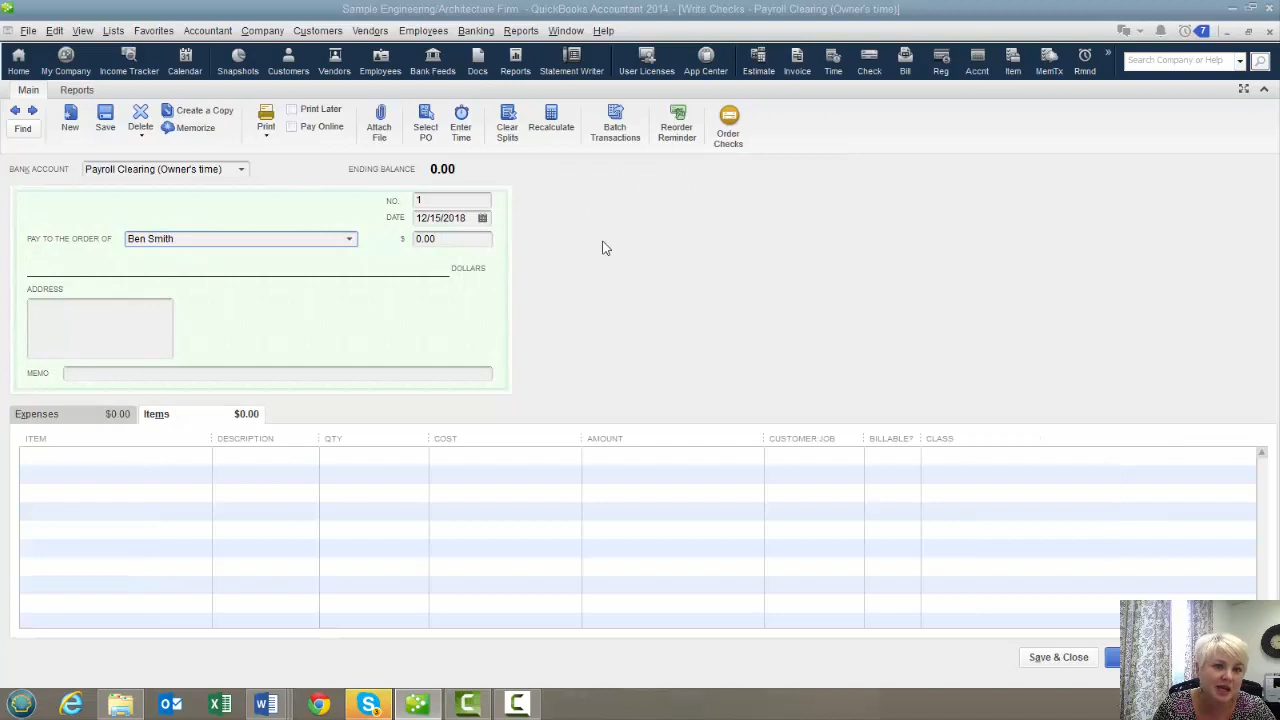 Sample Engineering/Architecture Firm - QuickBooks Accountant 2014 - [Write Checks - Payroll Clearing (Owner's time)]
File Edit View Lists Favorites Accountant Company Customers Vendors Employees Banking Reports Window Help 7
Home My Company Income Tracker Calendar Snapshots Customers Vendors Employees Bank Feeds Docs Reports Statement Writer User Licenses App Center Estimate Invoice Time Check Bill Reg Accnt Item MemTx Rmnd » Search Company or Help
Main Reports
Find New Save Delete Create a Copy Memorize Print Print Later Pay Online Attach File Select PO Enter Time Clear Splits Recalculate Batch Transactions Reorder Reminder Order Checks
BANK ACCOUNT Payroll Clearing (Owner's time) ENDING BALANCE 0.00
NO. 1
DATE 12/15/2018
PAY TO THE ORDER OF Ben Smith $ 0.00
DOLLARS
ADDRESS
MEMO
Expenses $0.00 Items $0.00
ITEM DESCRIPTION QTY COST AMOUNT CUSTOMER:JOB BILLABLE? CLASS
Save & Close